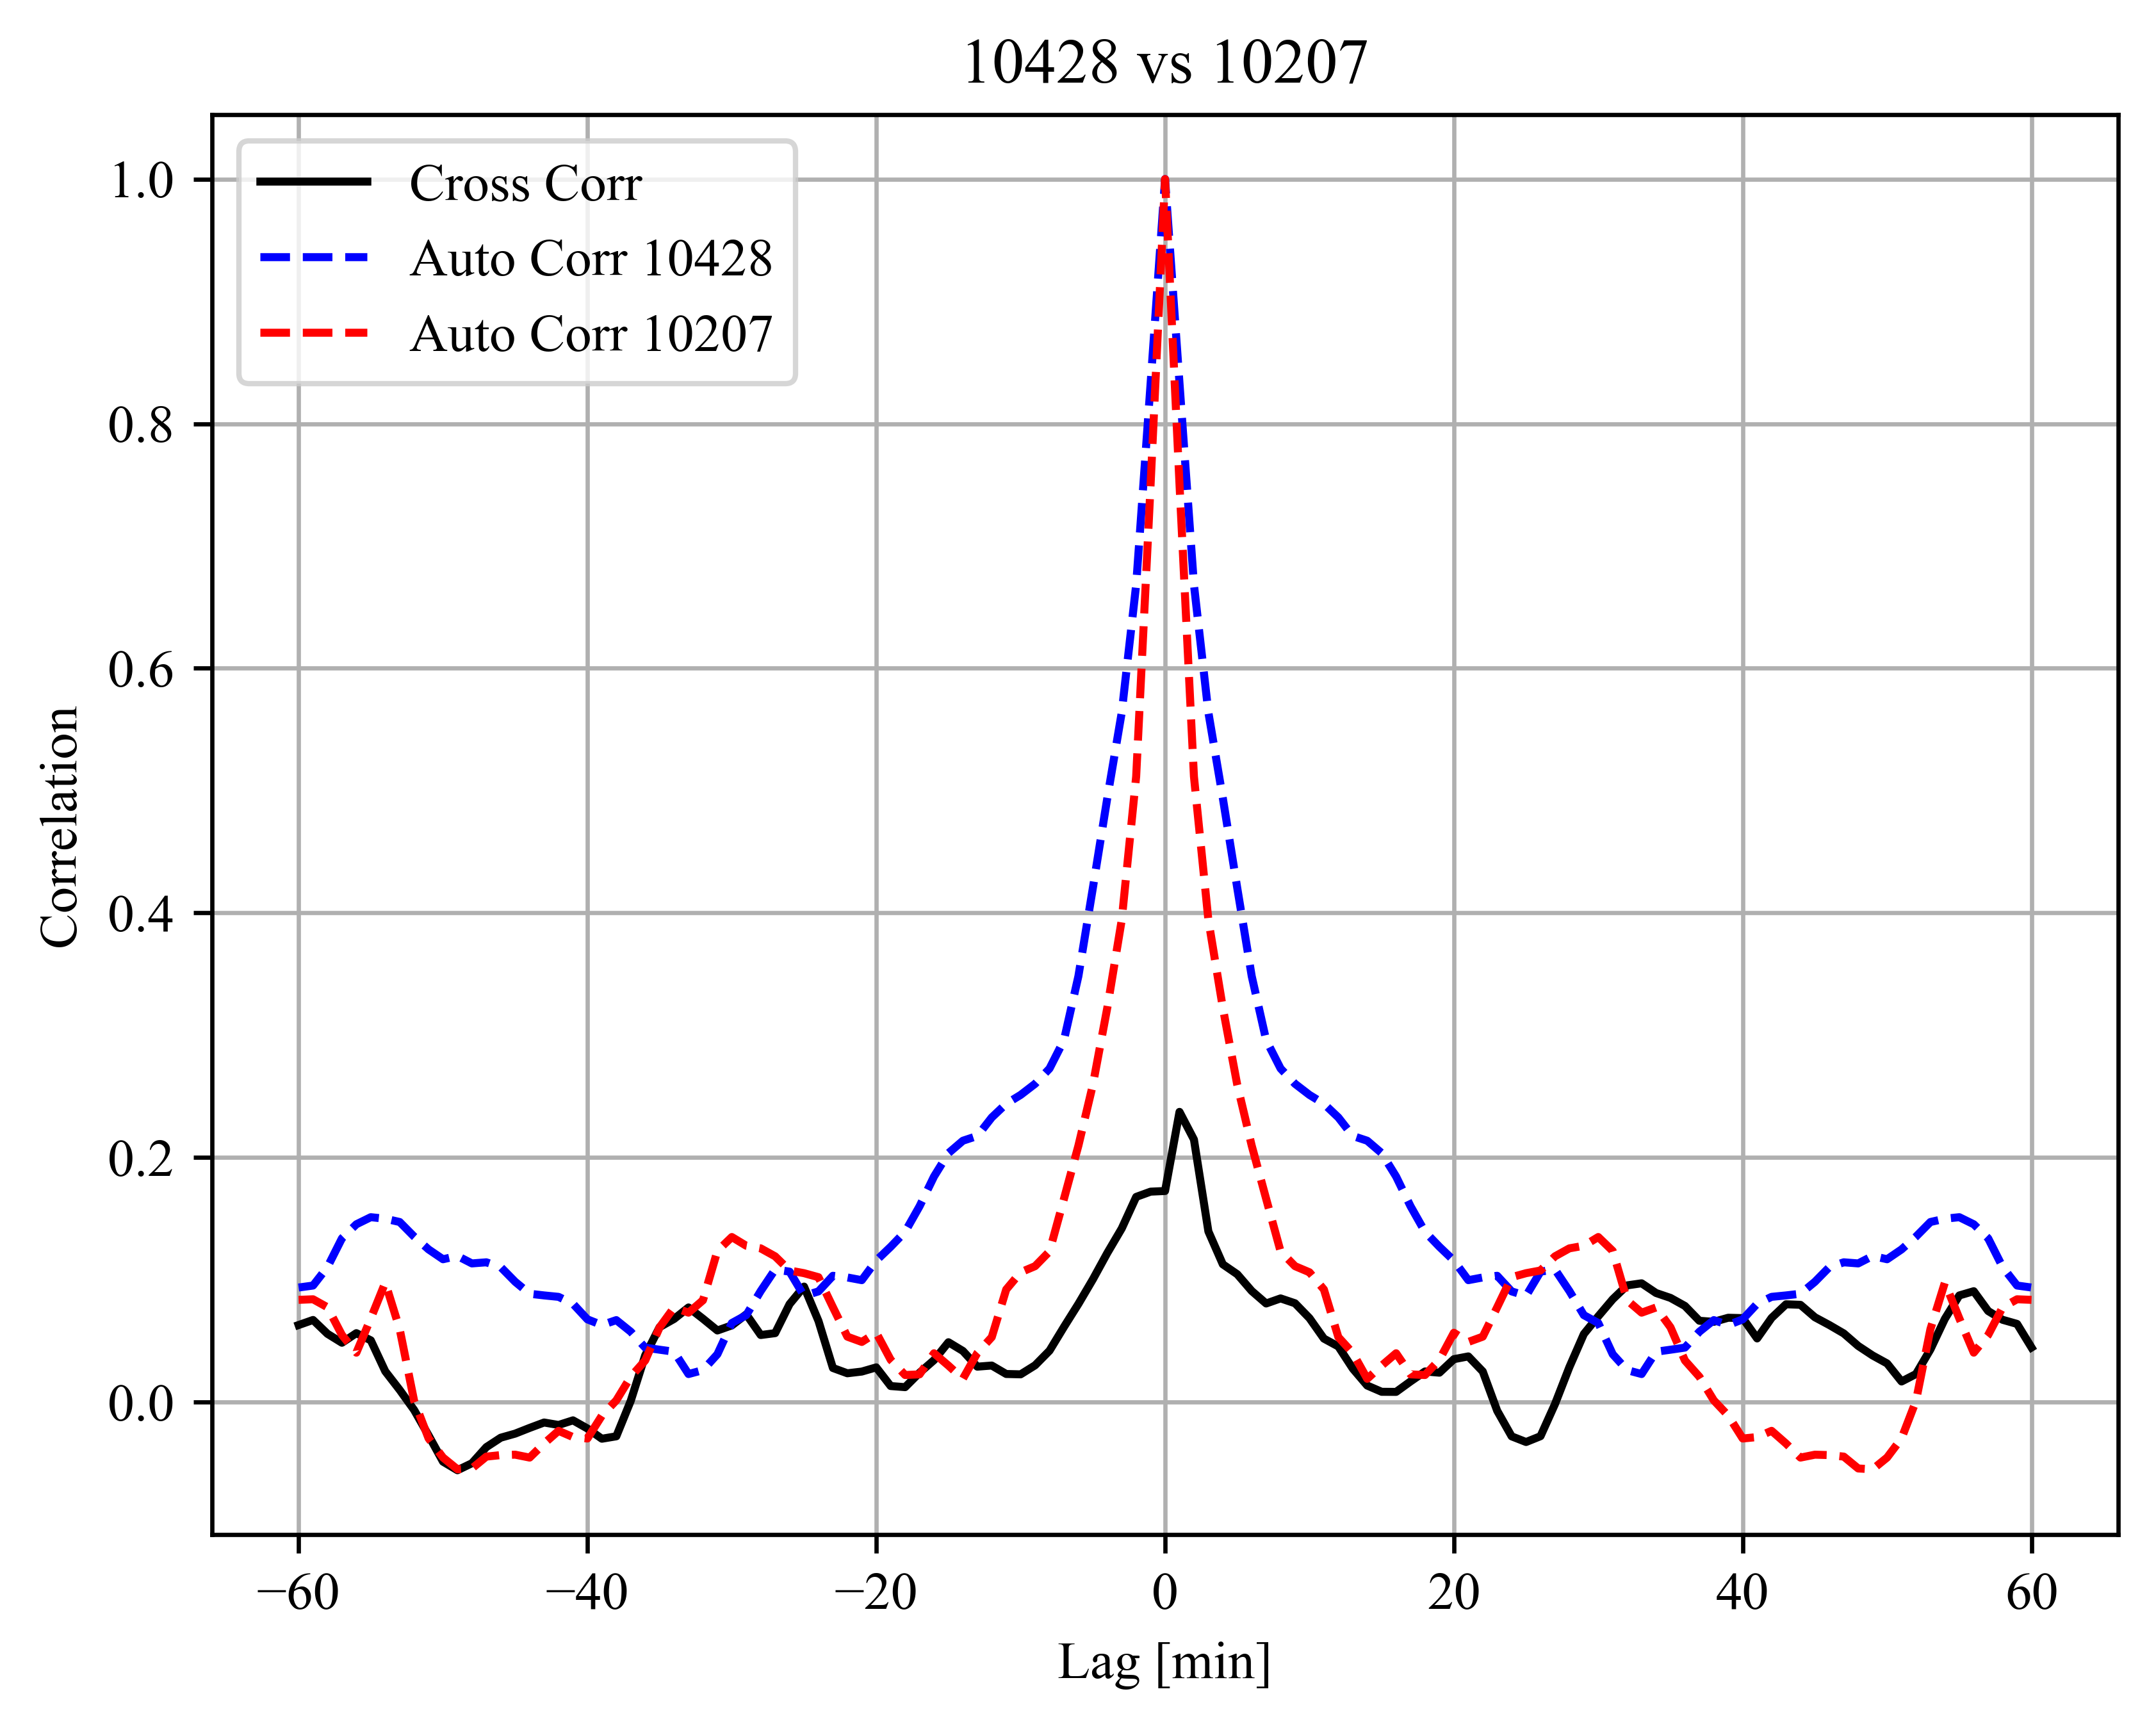 10428 vs 10207
Cross Corr
Auto Corr 10428
Auto Corr 10207
1.0
0.8
0.6
0.4
0.2
0.0
Correlation
−60 −40 −20 0 20 40 60
Lag [min]